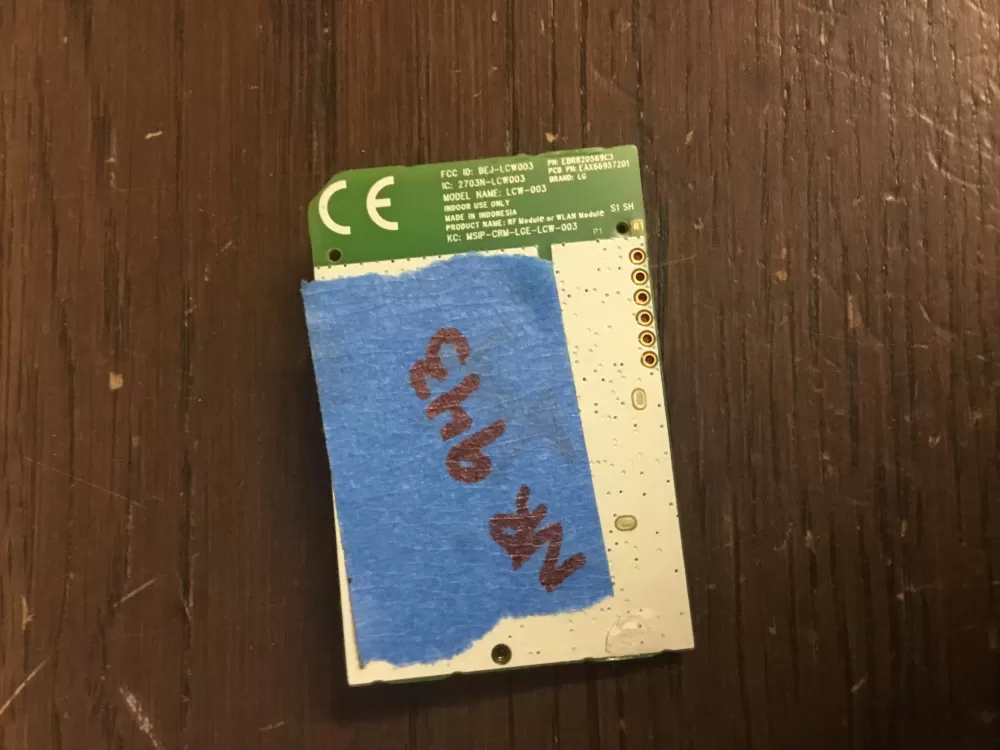 CE
FCC ID: BEJ-LCW003
IC: 2703N-LCW003
MODEL NAME: LCW-003
INDOOR USE ONLY
MADE IN INDONESIA
PRODUCT NAME: RF Module or WLAN Module
KC: MSIP-CRM-LGE-LCW-003
PN: EBR82056903
PCB PN: EAX66957201
BRAND: LG
S1 SH
P1
R1